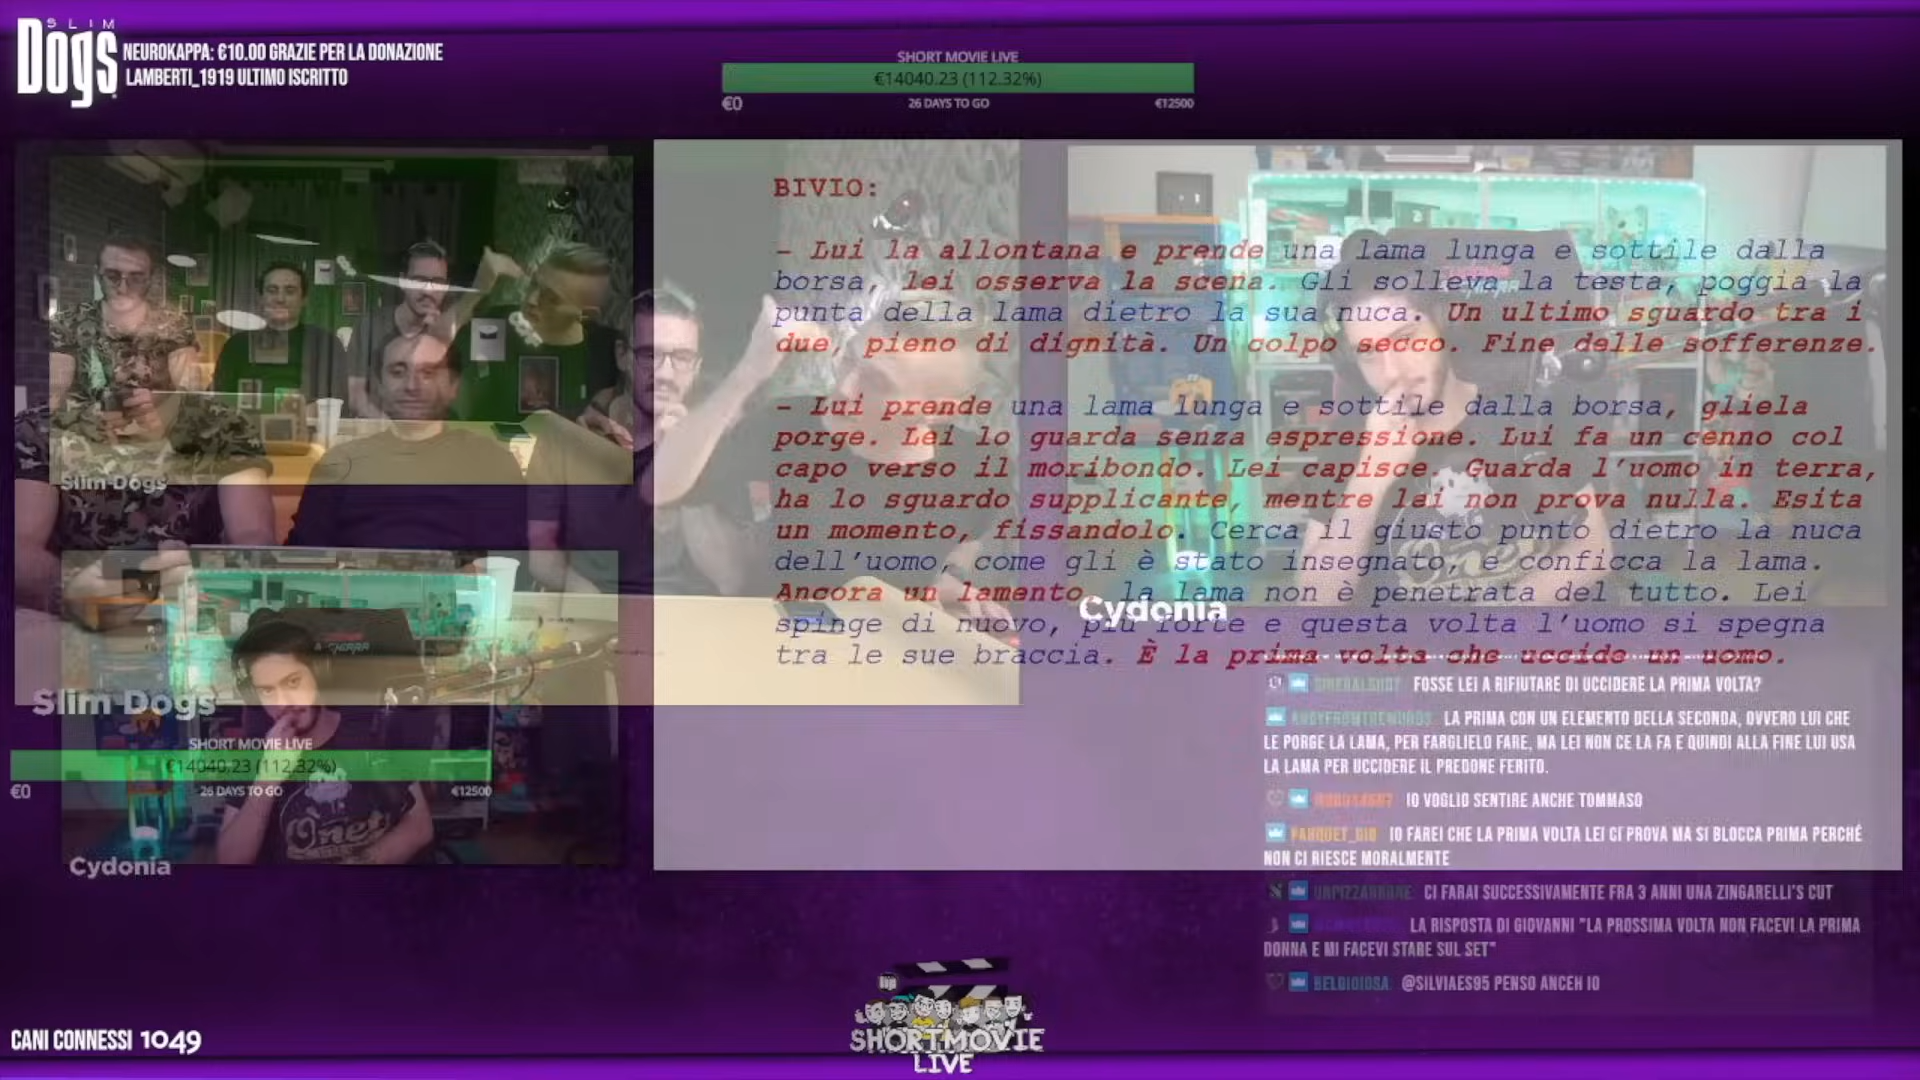 SLIM
Dogs
NEUROKAPPA: €10.00 GRAZIE PER LA DONAZIONE
LAMBERTI_1919 ULTIMO ISCRITTO
SHORT MOVIE LIVE
€14040.23 (112.32%)
€0
26 DAYS TO GO
€12500
BIVIO:
- Lui la allontana e prende una lama lunga e sottile dalla
borsa, lei osserva la scena. Gli solleva la testa, poggia la
punta della lama dietro la sua nuca. Un ultimo sguardo tra i
due, pieno di dignità. Un colpo secco. Fine delle sofferenze.
- Lui prende una lama lunga e sottile dalla borsa, gliela
porge. Lei lo guarda senza espressione. Lui fa un cenno col
capo verso il moribondo. Lei capisce. Guarda l'uomo in terra,
ha lo sguardo supplicante, mentre lei non prova nulla. Esita
un momento, fissandolo. Cerca il giusto punto dietro la nuca
dell'uomo, come gli è stato insegnato, e conficca la lama.
Ancora un lamento, la lama non è penetrata del tutto. Lei
spinge di nuovo, più forte e questa volta l'uomo si spegna
tra le sue braccia. È la prima volta che uccide un uomo.
Slim Dogs
Cydonia
Slim Dogs
SHORT MOVIE LIVE
€14040.23 (112.32%)
€0
26 DAYS TO GO
€12500
Cydonia
FOSSE LEI A RIFIUTARE DI UCCIDERE LA PRIMA VOLTA?
LA PRIMA CON UN ELEMENTO DELLA SECONDA, OVVERO LUI CHE
LE PORGE LA LAMA, PER FARGLIELO FARE, MA LEI NON CE LA FA E QUINDI ALLA FINE LUI USA
LA LAMA PER UCCIDERE IL PREDONE FERITO.
IO VOGLIO SENTIRE ANCHE TOMMASO
PARQUET_GIO IO FAREI CHE LA PRIMA VOLTA LEI CI PROVA MA SI BLOCCA PRIMA PERCHÉ
NON CI RIESCE MORALMENTE
CI FARAI SUCCESSIVAMENTE FRA 3 ANNI UNA ZINGARELLI'S CUT
LA RISPOSTA DI GIOVANNI "LA PROSSIMA VOLTA NON FACEVI LA PRIMA
DONNA E MI FACEVI STARE SUL SET"
BELGIOIOSA @SILVIAES95 PENSO ANCEH IO
SHORTMOVIE
LIVE
CANI CONNESSI 1049